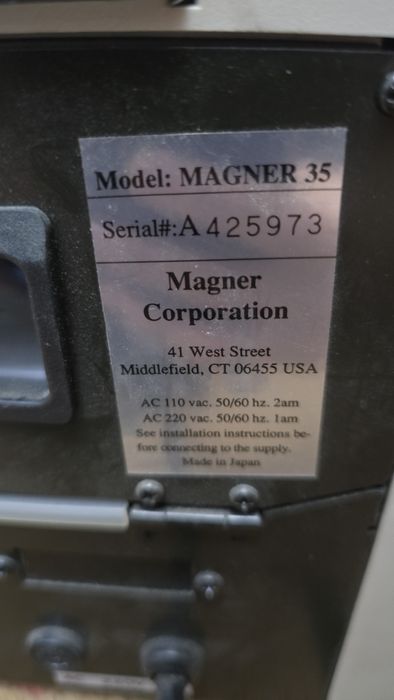 Model: MAGNER 35
Serial#:A425973
Magner
Corporation
41 West Street
Middlefield, CT 06455 USA
AC 110 vac. 50/60 hz. 2am
AC 220 vac. 50/60 hz. 1am
See installation instructions be-
fore connecting to the supply.
Made in Japan